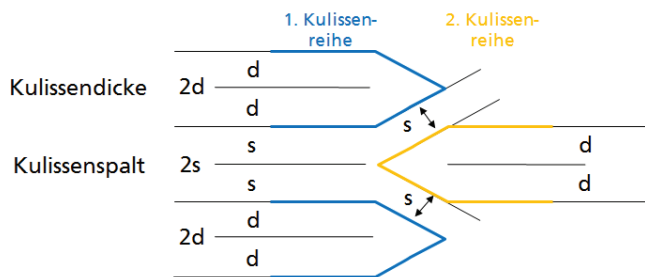 1. Kulissen-
reihe
2. Kulissen-
reihe
Kulissendicke
2d
d
d
s
Kulissenspalt
2s
s
s
d
d
s
2d
d
d